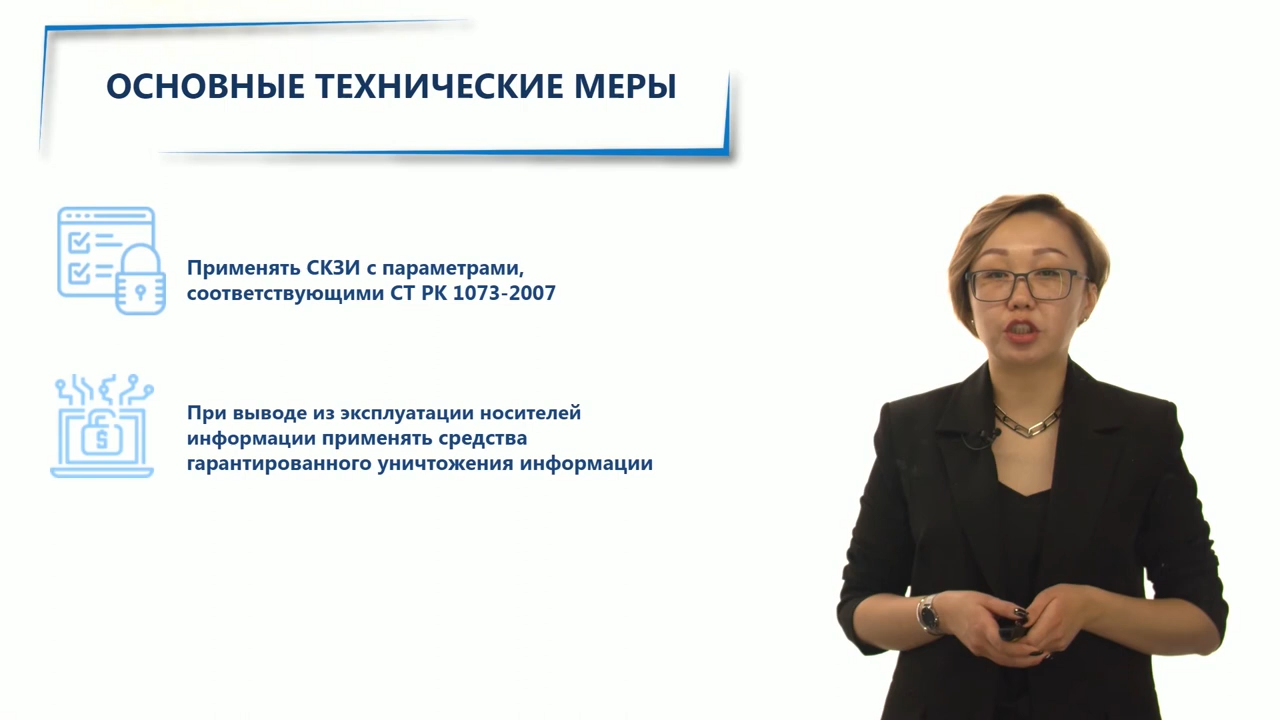 ОСНОВНЫЕ ТЕХНИЧЕСКИЕ МЕРЫ
Применять СКЗИ с параметрами,
соответствующими СТ РК 1073-2007
При выводе из эксплуатации носителей
информации применять средства
гарантированного уничтожения информации